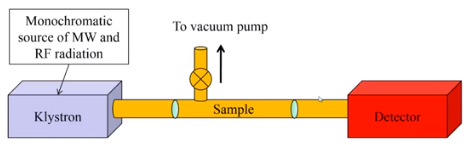 Monochromatic
source of MW and
RF radiation
To vacuum pump
Klystron
Sample
Detector